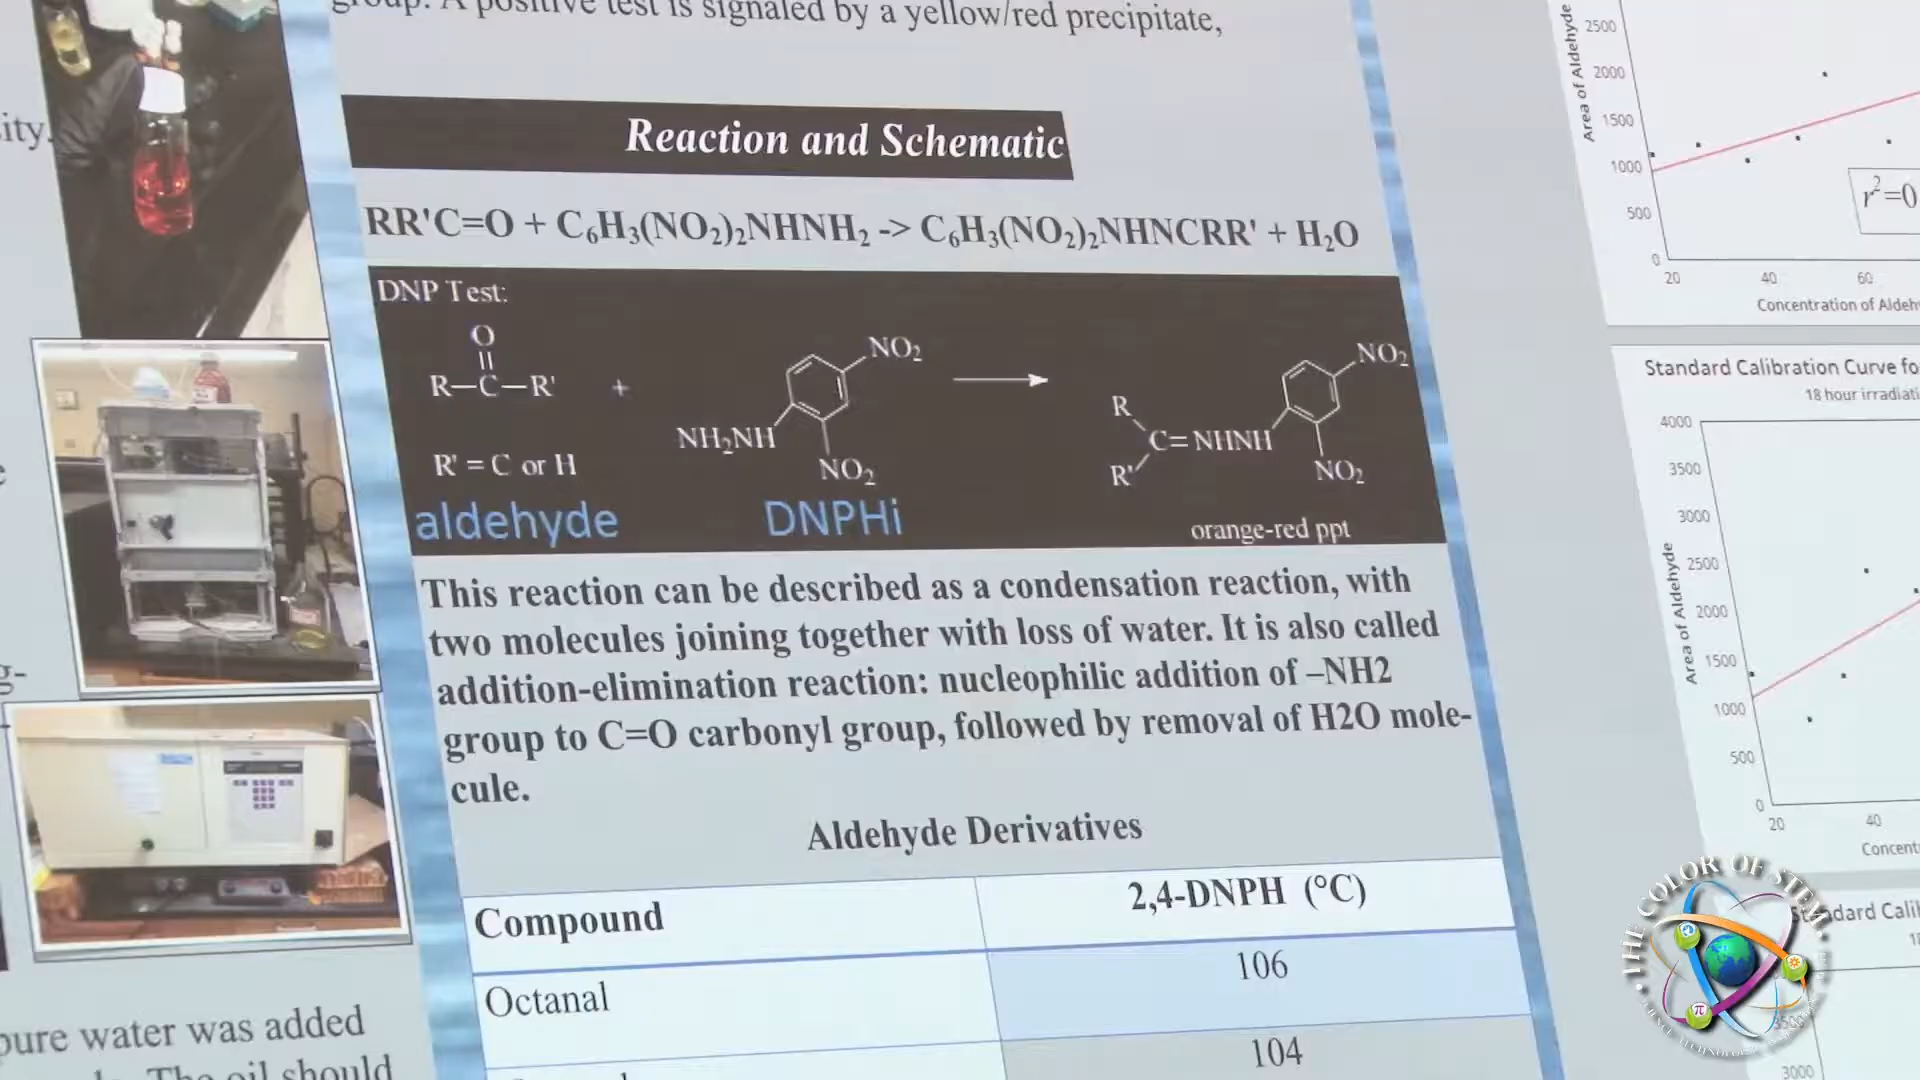 group. A positive test is signaled by a yellow/red precipitate,
ity.
Reaction and Schematic
RR'C=O + C₆H₃(NO₂)₂NHNH₂ -> C₆H₃(NO₂)₂NHNCRR' + H₂O
DNP Test:
O
R—C—R'
+
NH₂NH
NO₂
NO₂
R' = C or H
R
R'
C=NHNH
NO₂
NO₂
aldehyde
DNPHi
orange-red ppt
This reaction can be described as a condensation reaction, with
two molecules joining together with loss of water. It is also called
addition-elimination reaction: nucleophilic addition of –NH2
group to C=O carbonyl group, followed by removal of H2O mole-
cule.
Aldehyde Derivatives
Compound 2,4-DNPH (°C)
Octanal 106
104
pure water was added
The oil should
Area of Aldehyde
2500
2000
1500
1000
500
0
20 40 60
r²=0
Concentration of Aldeh
Standard Calibration Curve fo
18 hour irradiati
Area of Aldehyde
4000
3500
3000
2500
2000
1500
1000
500
0
20 40
Concent
Standard Cali
3500
3000
THE COLOR OF STEM
π